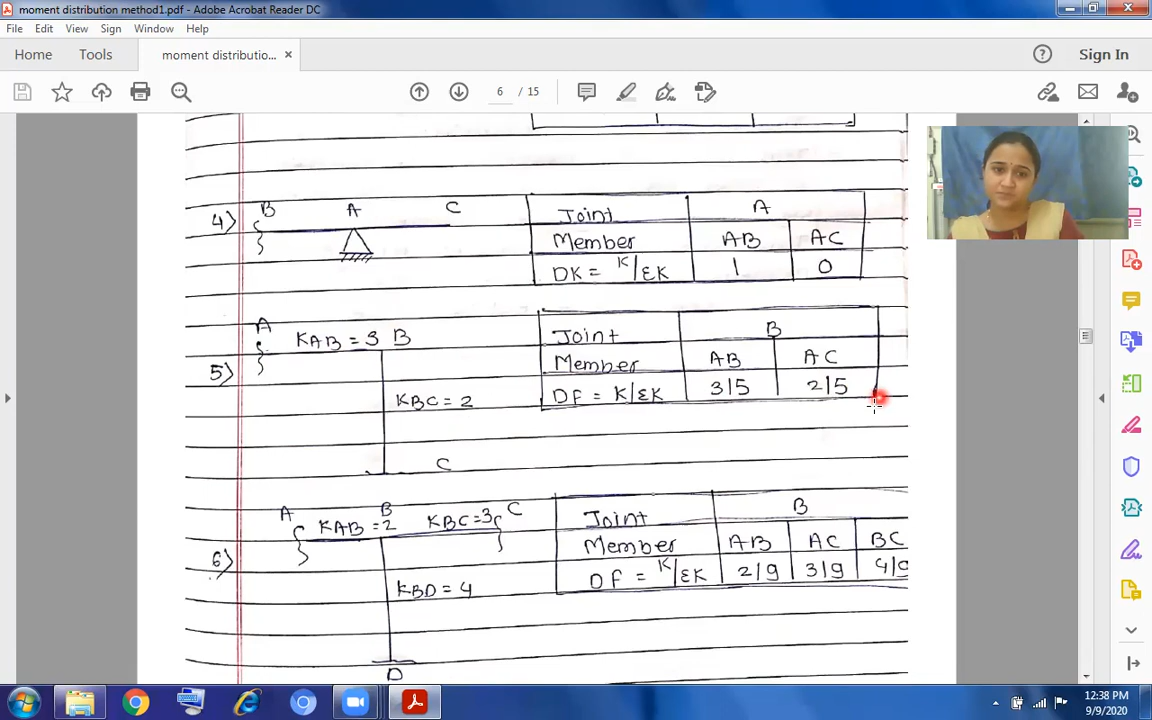 moment distribution method1.pdf - Adobe Acrobat Reader DC
File Edit View Sign Window Help
Home Tools moment distributio... × Sign In
6 / 15
4) B A C
Joint A
Member AB AC
DK = K/ΣK 1 0
5) A KAB = 3 B
KBC = 2
C
Joint B
Member AB AC
DF = K/ΣK 3/5 2/5
6) A KAB = 2 B KBC = 3 C
KBD = 4
D
Joint B
Member AB AC BC
DF = K/ΣK 2/9 3/9 4/9
12:38 PM
9/9/2020